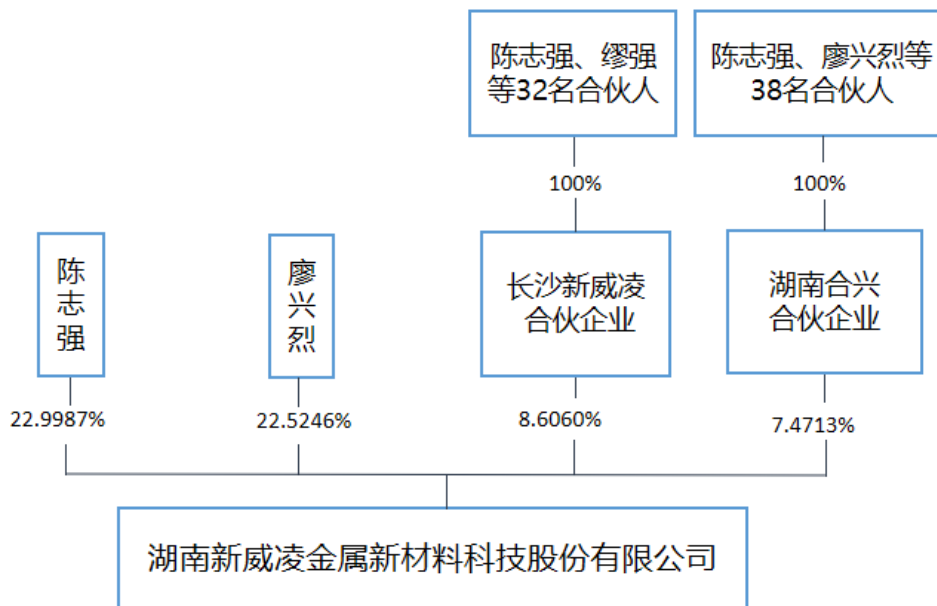 陈志强、缪强
等32名合伙人
陈志强、廖兴烈等
38名合伙人
100%
100%
陈志强
廖兴烈
长沙新威凌
合伙企业
湖南合兴
合伙企业
22.9987%
22.5246%
8.6060%
7.4713%
湖南新威凌金属新材料科技股份有限公司